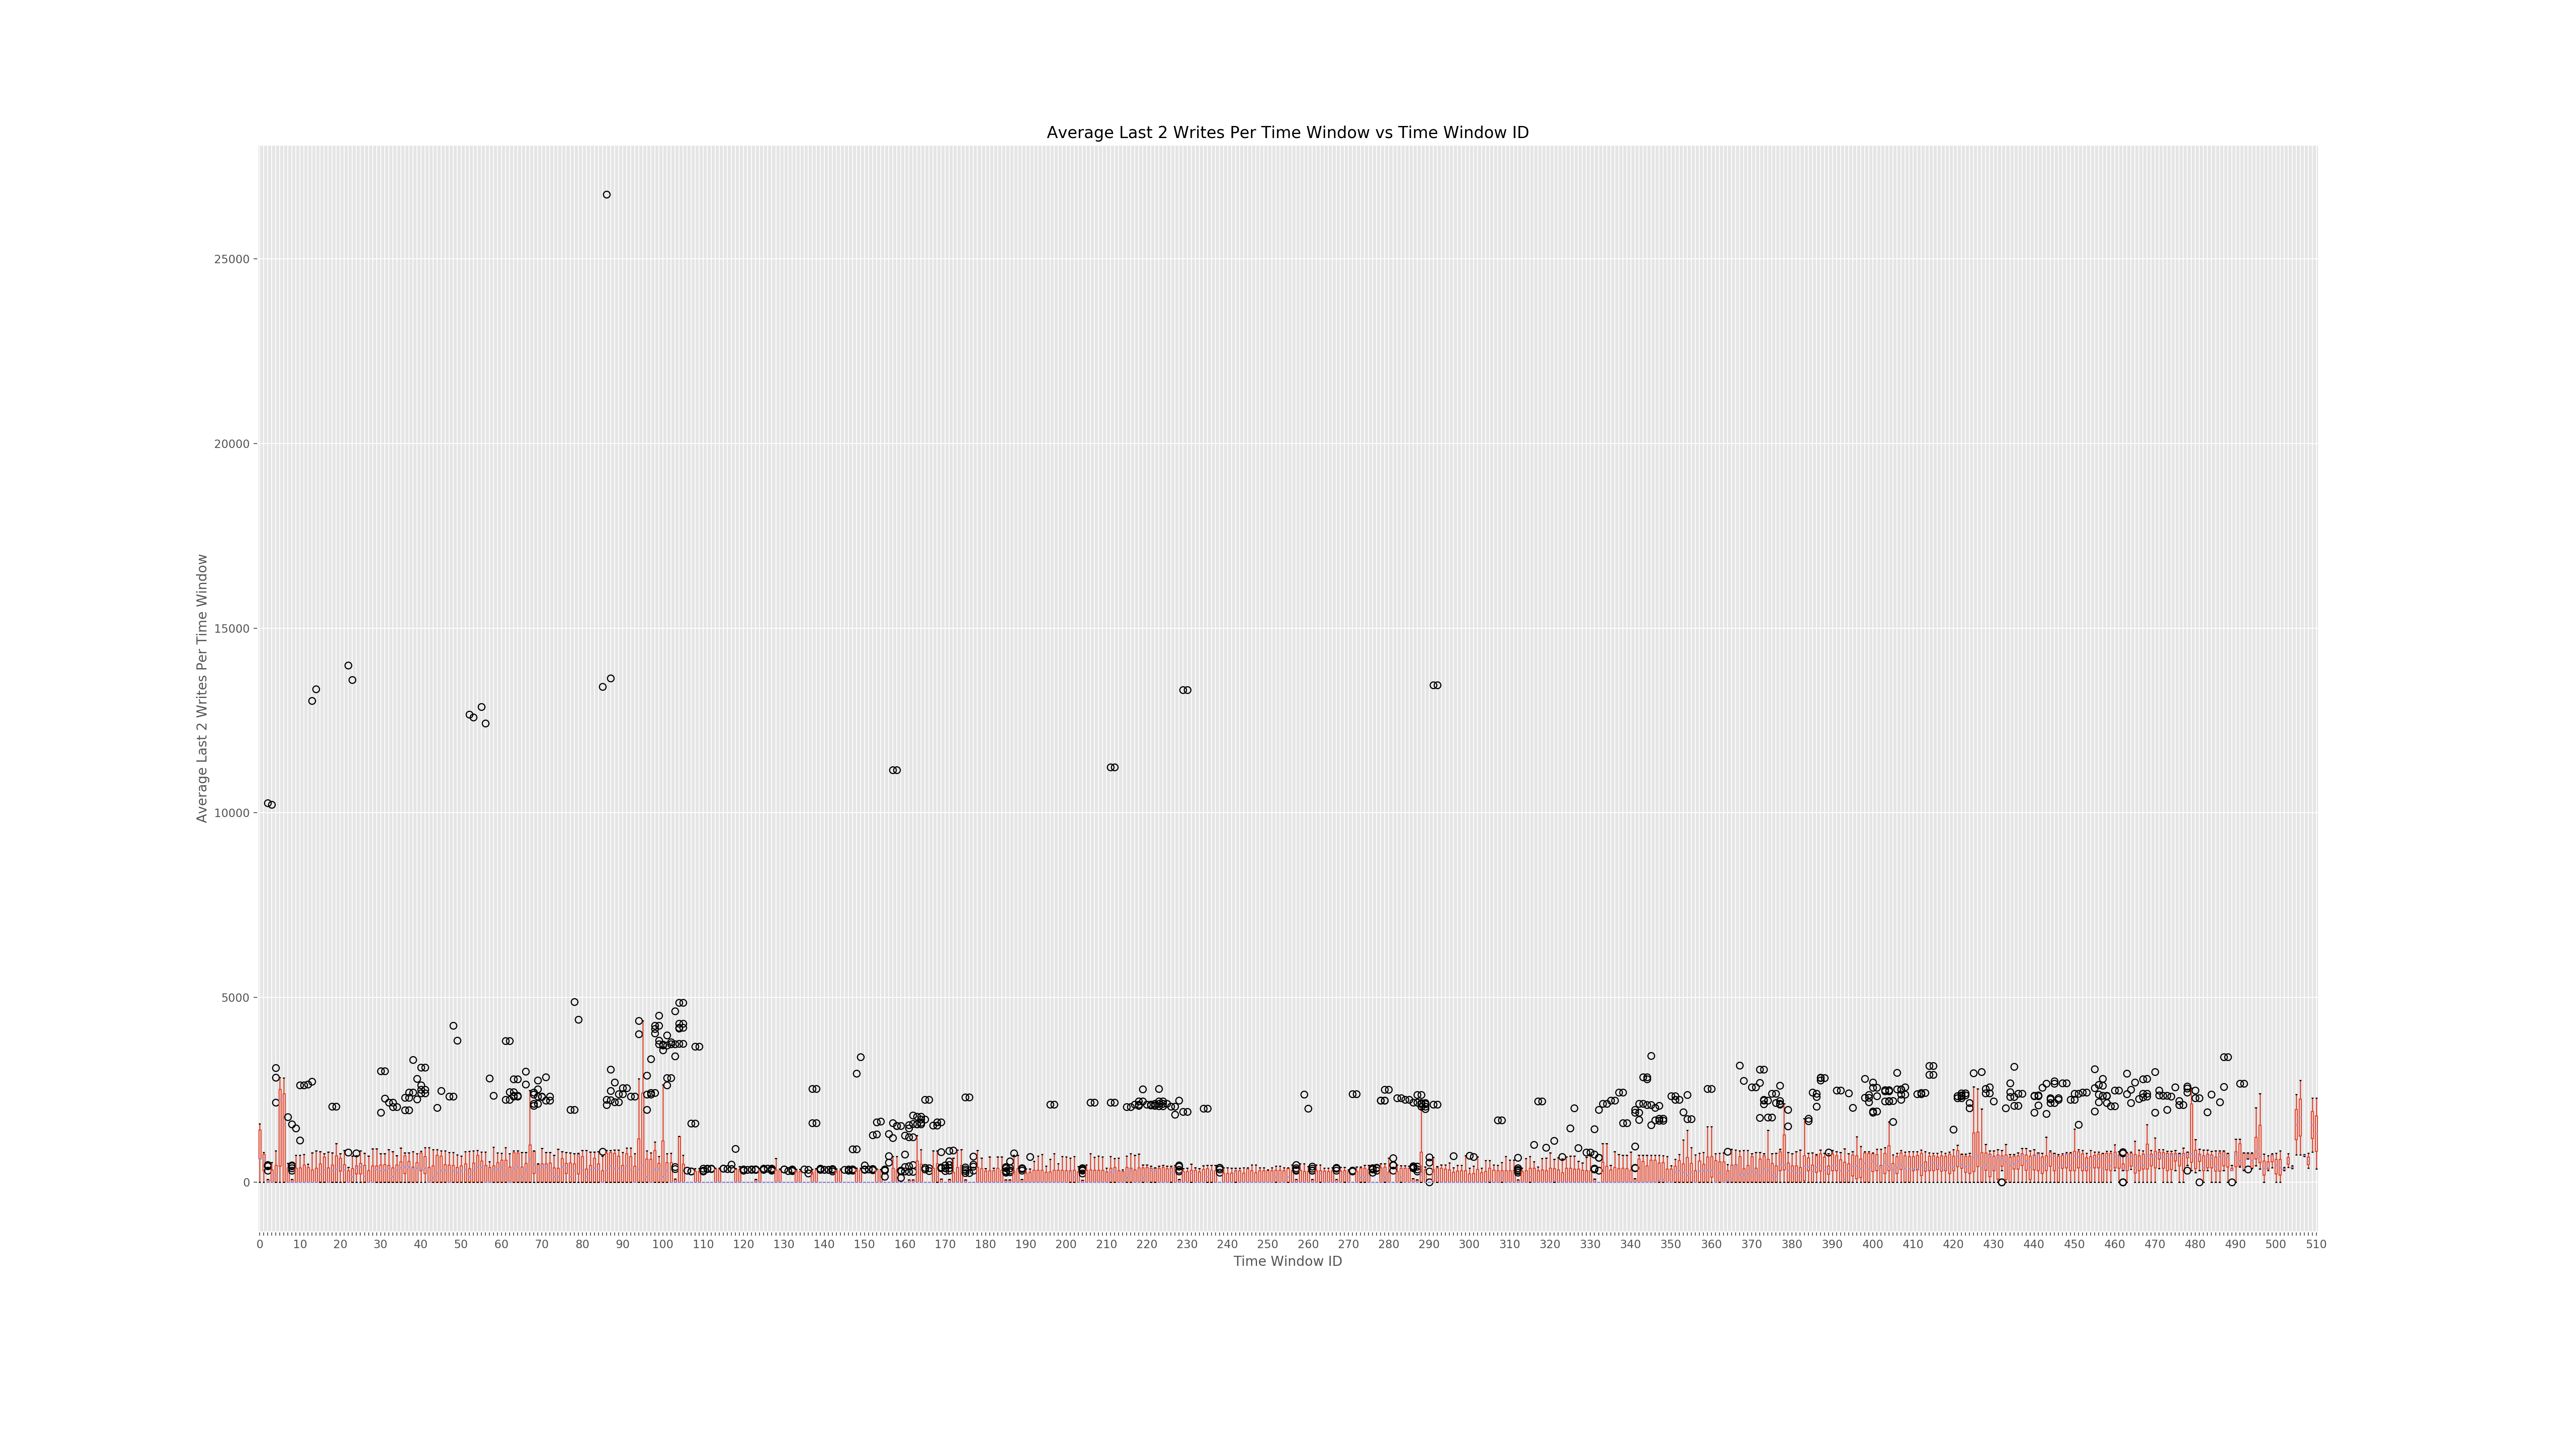 Average Last 2 Writes Per Time Window vs Time Window ID
25000
20000
15000
10000
5000
0
Average Last 2 Writes Per Time Window
0 10 20 30 40 50 60 70 80 90 100 110 120 130 140 150 160 170 180 190 200 210 220 230 240 250 260 270 280 290 300 310 320 330 340 350 360 370 380 390 400 410 420 430 440 450 460 470 480 490 500 510
Time Window ID